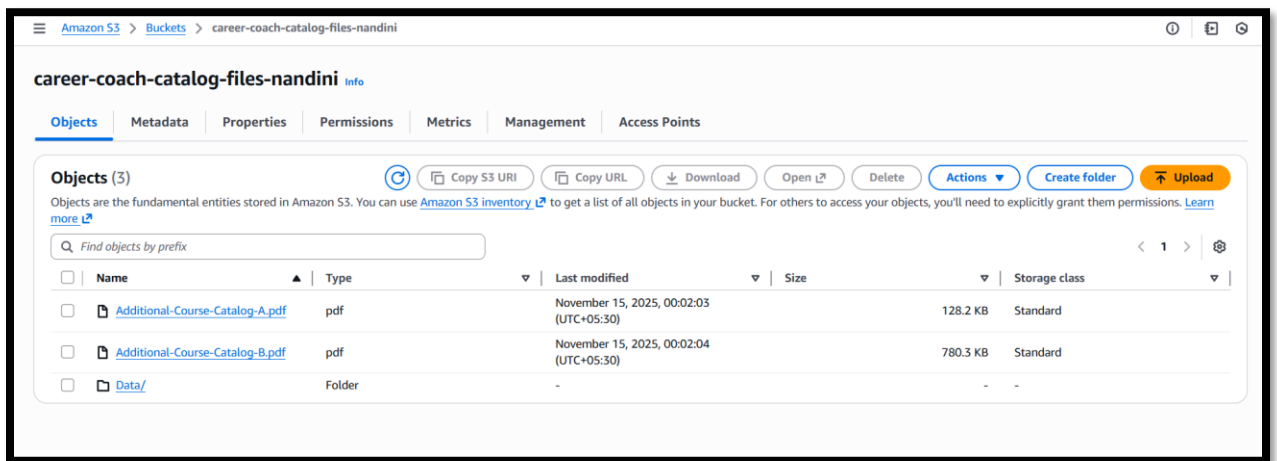 Amazon S3 > Buckets > career-coach-catalog-files-nandini
career-coach-catalog-files-nandini Info
Objects Metadata Properties Permissions Metrics Management Access Points
Objects (3) Copy S3 URI Copy URL Download Open Delete Actions Create folder Upload
Objects are the fundamental entities stored in Amazon S3. You can use Amazon S3 inventory to get a list of all objects in your bucket. For others to access your objects, you'll need to explicitly grant them permissions. Learn
more
Find objects by prefix < 1 >
Name Type Last modified Size Storage class
Additional-Course-Catalog-A.pdf pdf November 15, 2025, 00:02:03 (UTC+05:30) 128.2 KB Standard
Additional-Course-Catalog-B.pdf pdf November 15, 2025, 00:02:04 (UTC+05:30) 780.3 KB Standard
Data/ Folder - - -